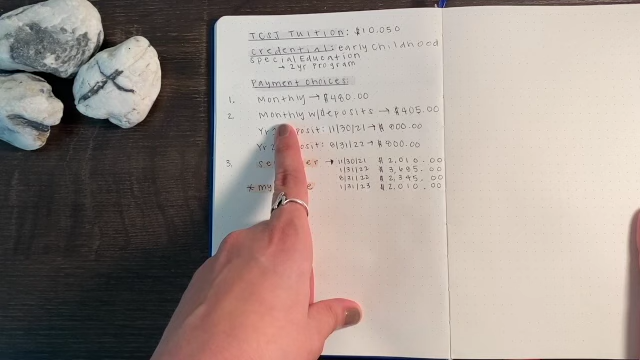 TCSJ Tuition: $10.050
Credential: early Childhood
Special Education
→ 2yr Program
Payment choices:
1. Monthly → $480.00
2 Monthly w/deposits → $405.00
Yr 11/30/21 → $800.00
Yr 2 8/31/22 → $800.00
3. → 11/30/21 $2,010.00
1/31/22 $3,685.00
8/31/22 $2,345.00
* my 1/31/23 $2,010.00